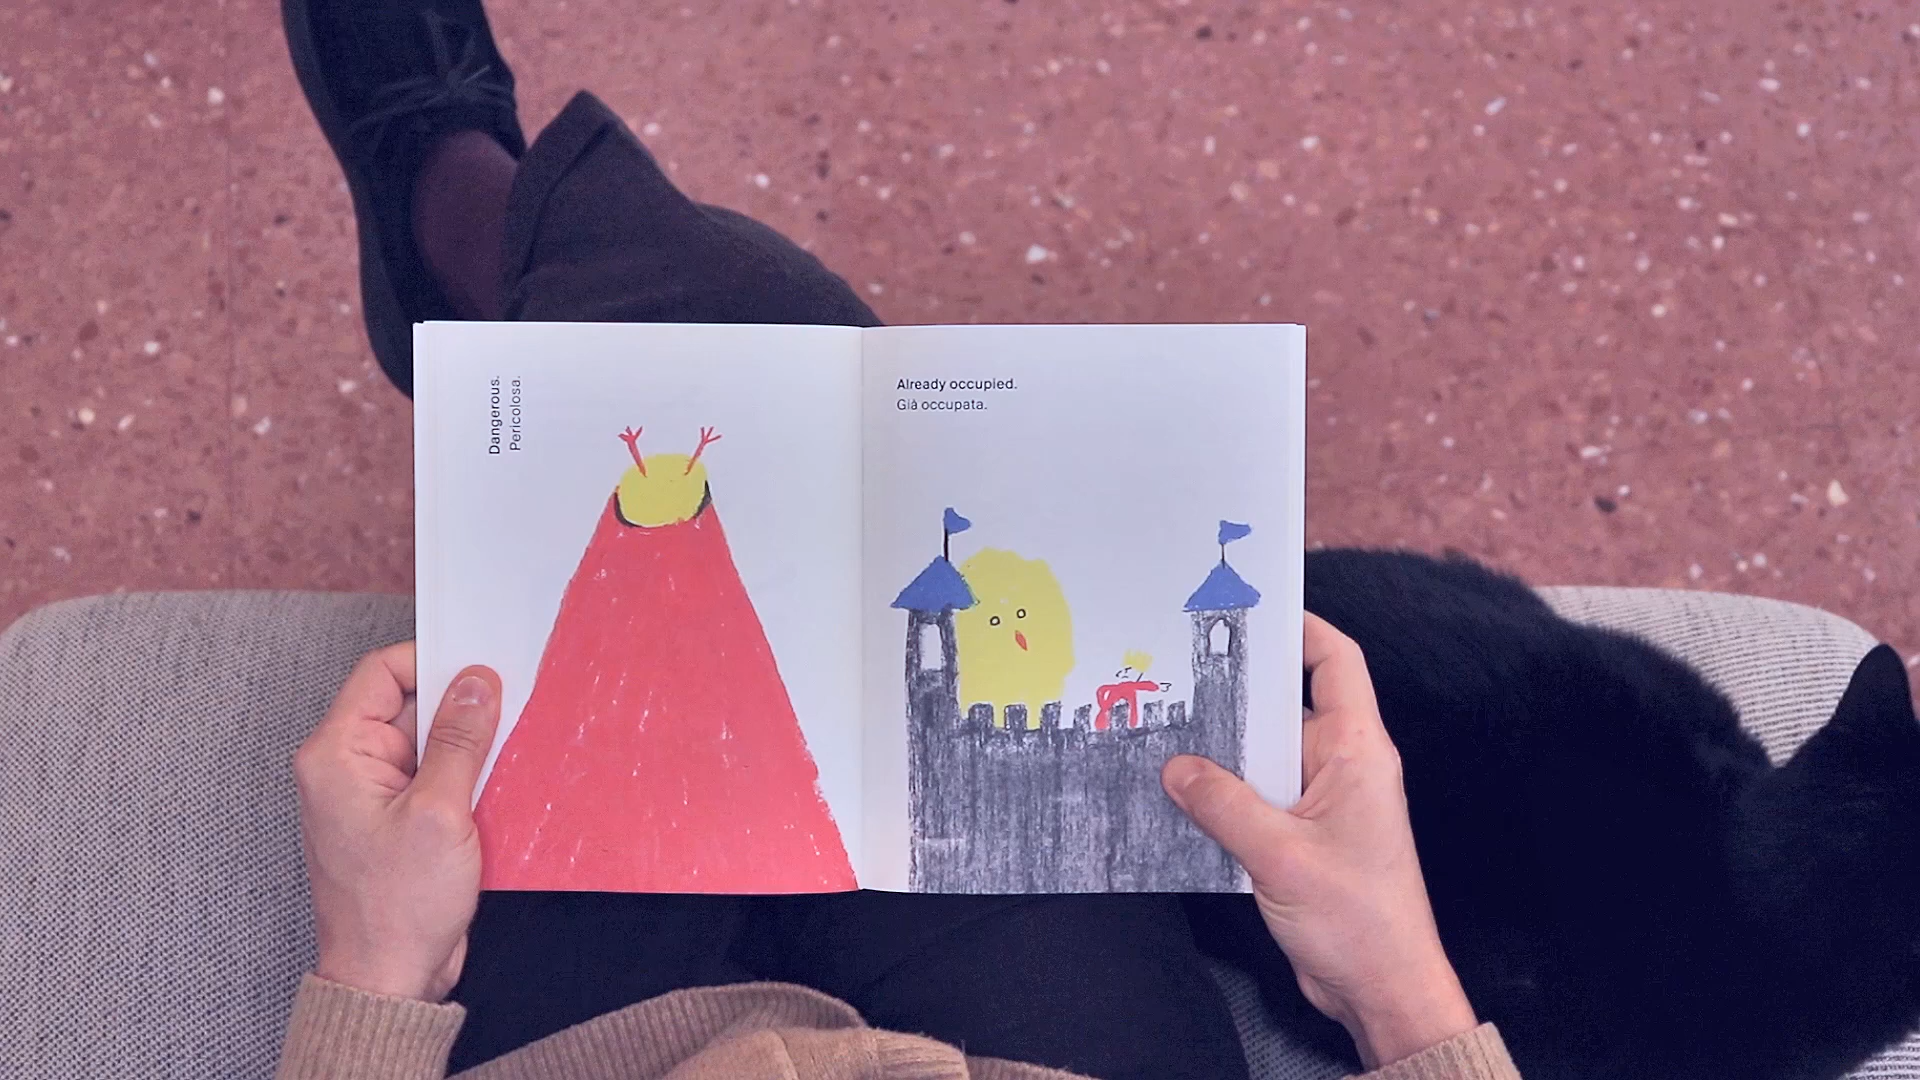 Dangerous.
Pericolosa.
Already occupied.
Già occupata.